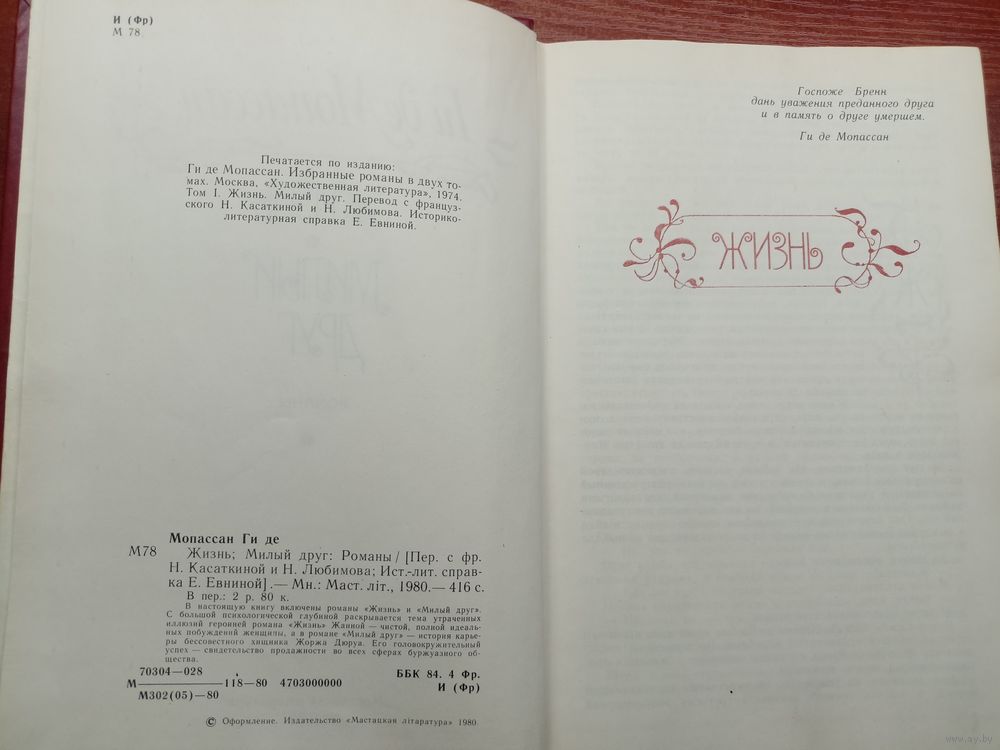 И (Фр)
М 78
Печатается по изданию:
Ги де Мопассан. Избранные романы в двух то-
мах. Москва, «Художественная литература», 1974.
Том I. Жизнь. Милый друг. Перевод с француз-
ского Н. Касаткиной и Н. Любимова. Историко-
литературная справка Е. Евниной.
Мопассан Ги де
М78
Жизнь; Милый друг: Романы / [Пер. с фр.
Н. Касаткиной и Н. Любимова; Ист.-лит. справ-
ка Е. Евниной] .— Мн.: Маст. літ., 1980.— 416 с.
В пер.: 2 р. 80 к.
В настоящую книгу включены романы «Жизнь» и «Милый друг».
С большой психологической глубиной раскрывается тема утраченных
иллюзий героиней романа «Жизнь» Жанной — чистой, полной идеаль-
ных побуждений женщины, а в романе «Милый друг» — история карье-
ры бессовестного хищника Жоржа Дюруа. Его головокружительный
успех — свидетельство продажности во всех сферах буржуазного об-
щества.
70304—028
М————118—80 4703000000
М302(05)—80
ББК 84. 4 Фр.
И (Фр)
© Оформление. Издательство «Мастацкая літаратура» 1980.
Госпоже Бренн
дань уважения преданного друга
и в память о друге умершем.
Ги де Мопассан
ЖИЗНЬ
www.ay.by